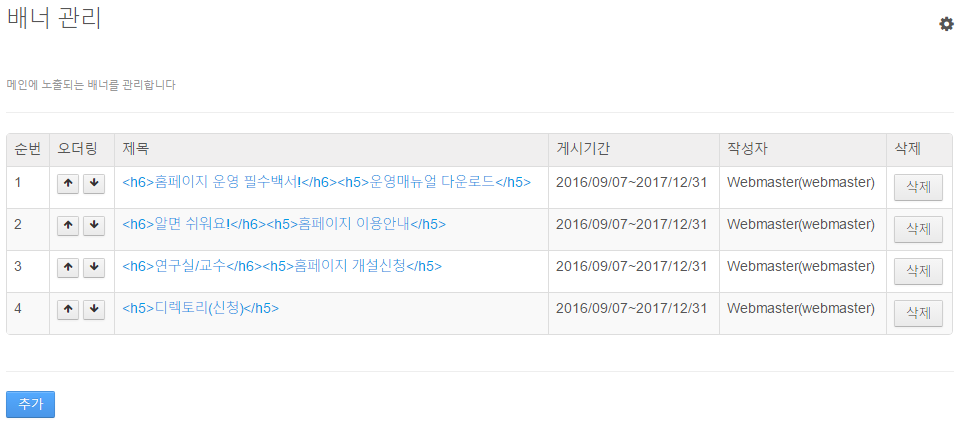 배너 관리
메인에 노출되는 배너를 관리합니다
순번 오더링 제목 게시기간 작성자 삭제
1 <h6>홈페이지 운영 필수백서!</h6><h5>운영매뉴얼 다운로드</h5> 2016/09/07~2017/12/31 Webmaster(webmaster) 삭제
2 <h6>알면 쉬워요!</h6><h5>홈페이지 이용안내</h5> 2016/09/07~2017/12/31 Webmaster(webmaster) 삭제
3 <h6>연구실/교수</h6><h5>홈페이지 개설신청</h5> 2016/09/07~2017/12/31 Webmaster(webmaster) 삭제
4 <h5>디렉토리(신청)</h5> 2016/09/07~2017/12/31 Webmaster(webmaster) 삭제
추가